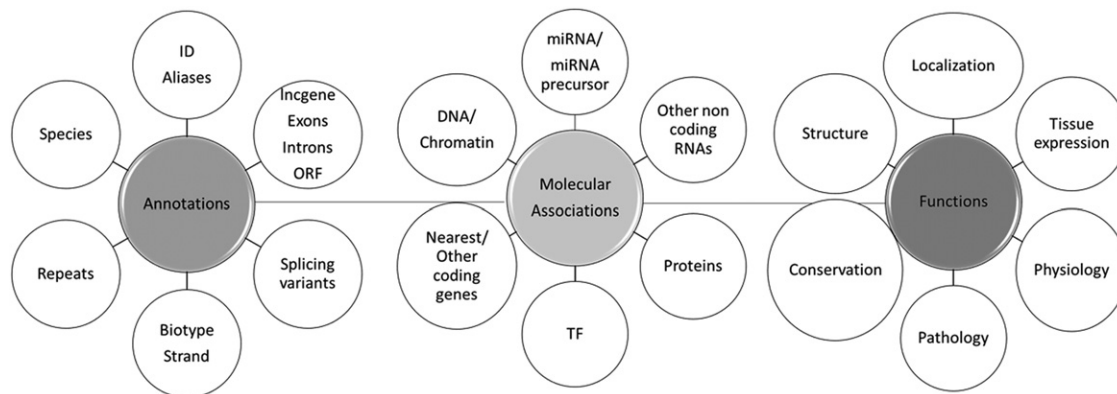 ID
Aliases
Incgene
Exons
Introns
ORF
Species
Annotations
Repeats
Splicing
variants
Biotype
Strand
miRNA/
miRNA
precursor
DNA/
Chromatin
Other non
coding
RNAs
Molecular
Associations
Nearest/
Other
coding
genes
Proteins
TF
Localization
Structure
Tissue
expression
Functions
Conservation
Physiology
Pathology